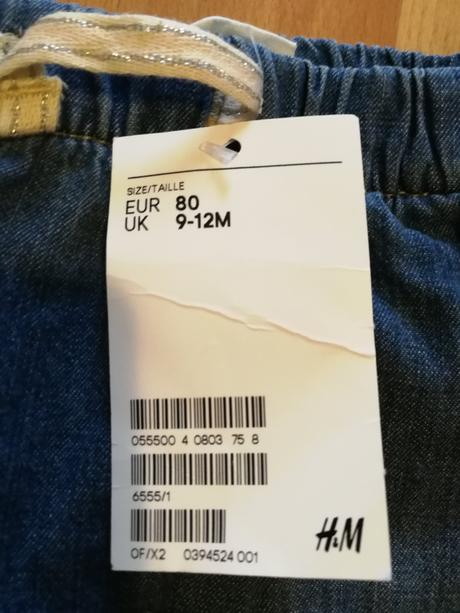 SIZE/TAILLE
EUR 80
UK 9-12M
055500 4 0803 75 8
6555/1
OF/X2 0394524 001
H&M